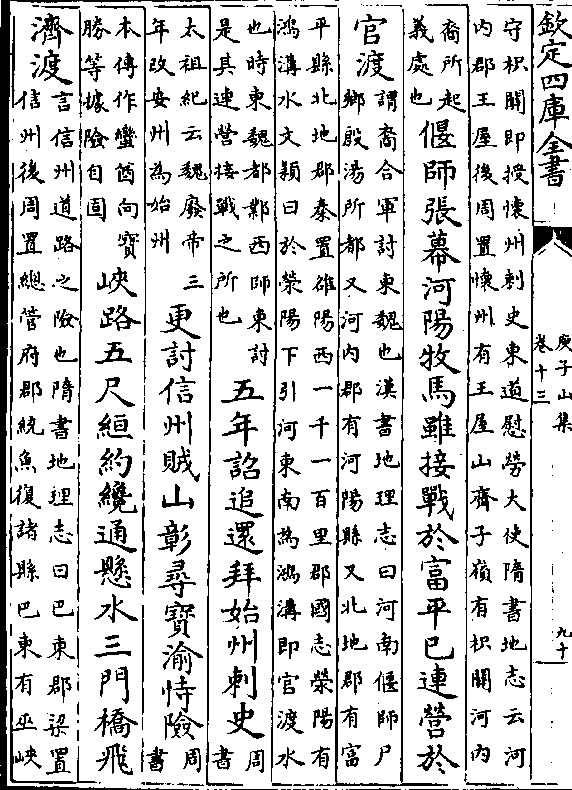 欽定四庫全書
庾子山集
卷十三
九十
守枳關即授懷州刺史東道慰勞大使隋書地志云河
内郡王屋後周置懷州有王屋山齊子嶺有枳關河内
裔所起
義處也
偃師張幕河陽牧馬雖接戰於富平已連營於
官渡
謂裔合軍討東魏也漢書地理志曰河南偃師尸
鄉殷湯所都又河内郡有河陽縣又北地郡有富
平縣北地郡秦置雒陽西一千一百里郡國志滎陽有
鴻溝水文穎曰於滎陽下引河東南為鴻溝即官渡水
也時東魏都鄴西師東討
是其連營接戰之所也
五年詔追還拜始州刺史
周
書
太祖紀云魏廢帝三
年改安州為始州
更討信州賊山彰尋寶渝恃險
周
書
本傳作蠻酋向寶
勝等據險自固
峽路五尺絙約纔通懸水三門橋飛
濟渡
言信州道路之險也隋書地理志曰巴東郡梁置
信州後周置總管府郡統魚復諸縣巴東有巫峽